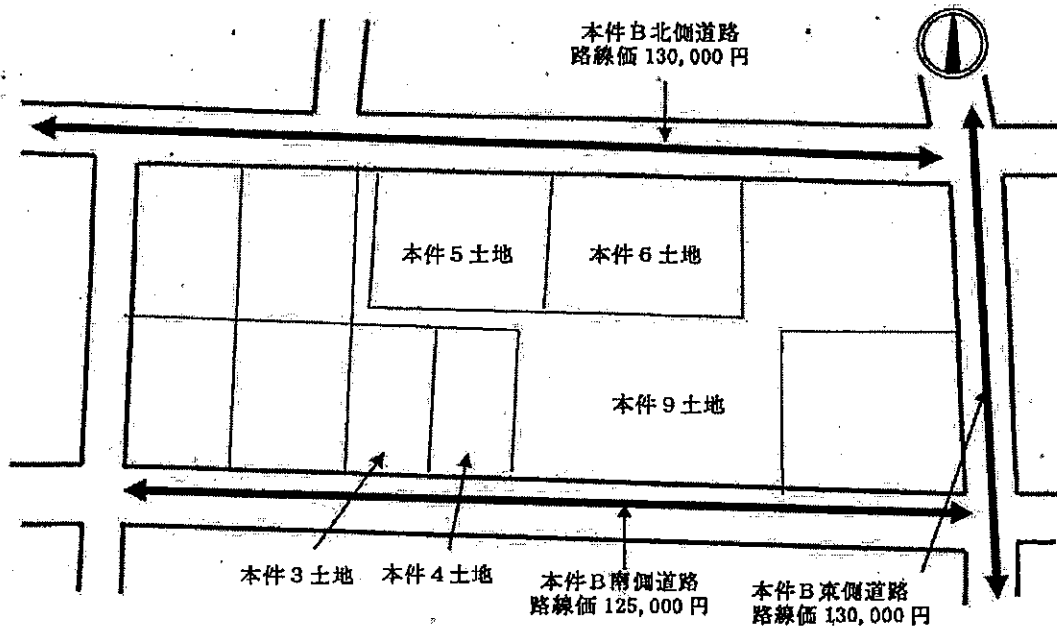 本件B北側道路
路線価 130,000 円
本件5土地
本件6土地
本件9土地
本件3土地
本件4土地
本件B南側道路
路線価 125,000 円
本件B東側道路
路線価 130,000 円